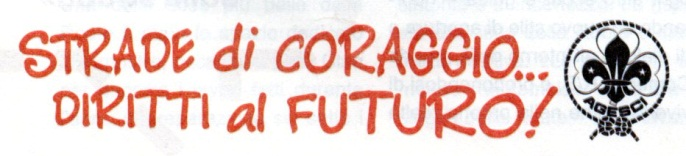 STRADE di CORAGGIO...
DIRITTI al FUTURO!
AGESCI